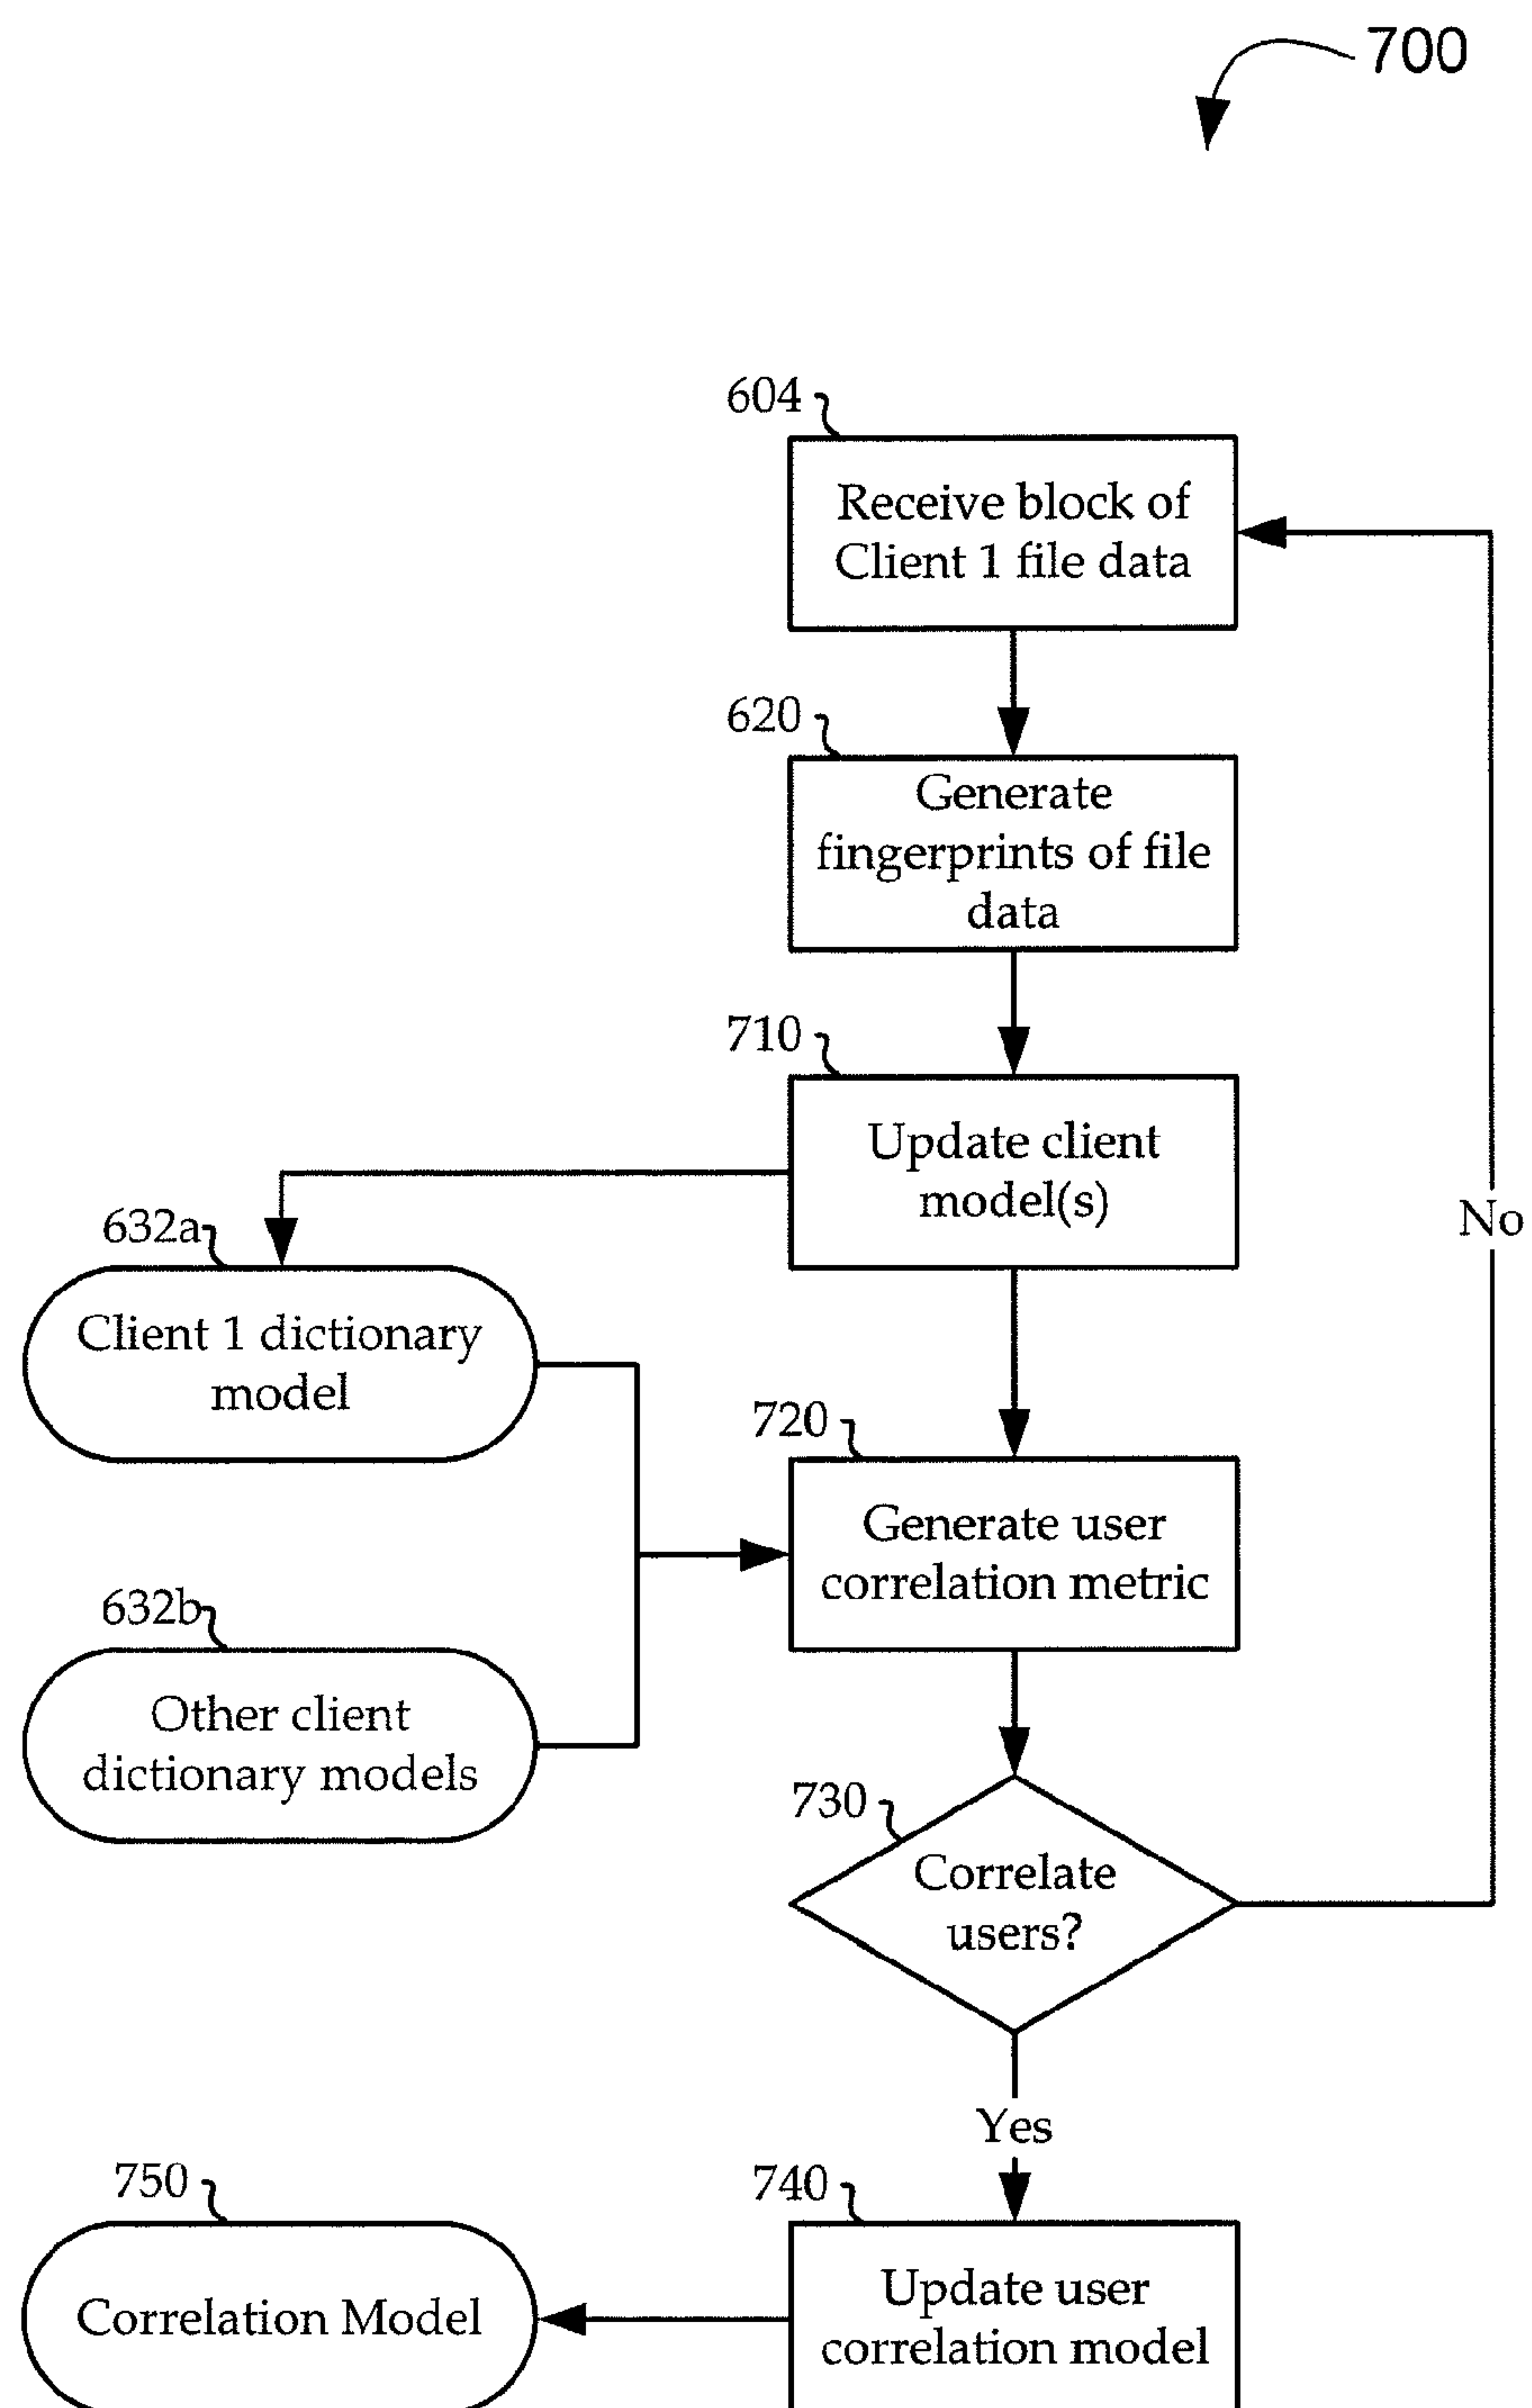 700
604
Receive block of
Client 1 file data
620
Generate
fingerprints of file
data
710
Update client
model(s)
No
632a
Client 1 dictionary
model
720
Generate user
correlation metric
632b
Other client
dictionary models
730
Correlate
users?
Yes
750
Correlation Model
740
Update user
correlation model